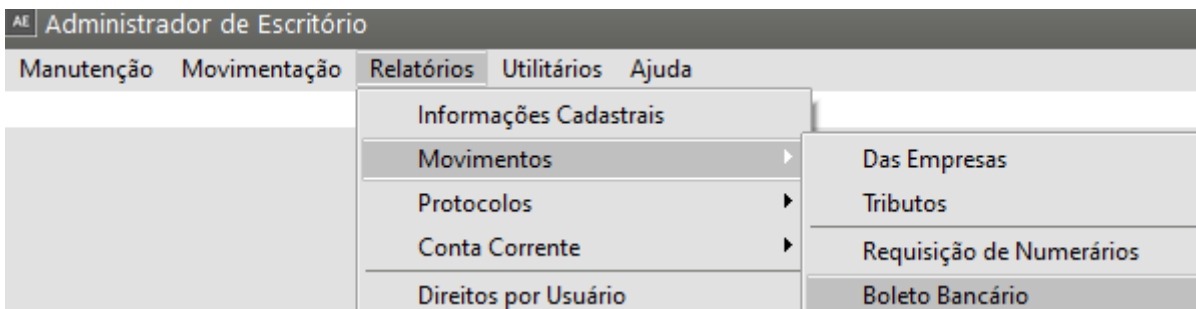 AE Administrador de Escritório
Manutenção Movimentação Relatórios Utilitários Ajuda
Informações Cadastrais
Movimentos
Protocolos
Conta Corrente
Direitos por Usuário
Das Empresas
Tributos
Requisição de Numerários
Boleto Bancário